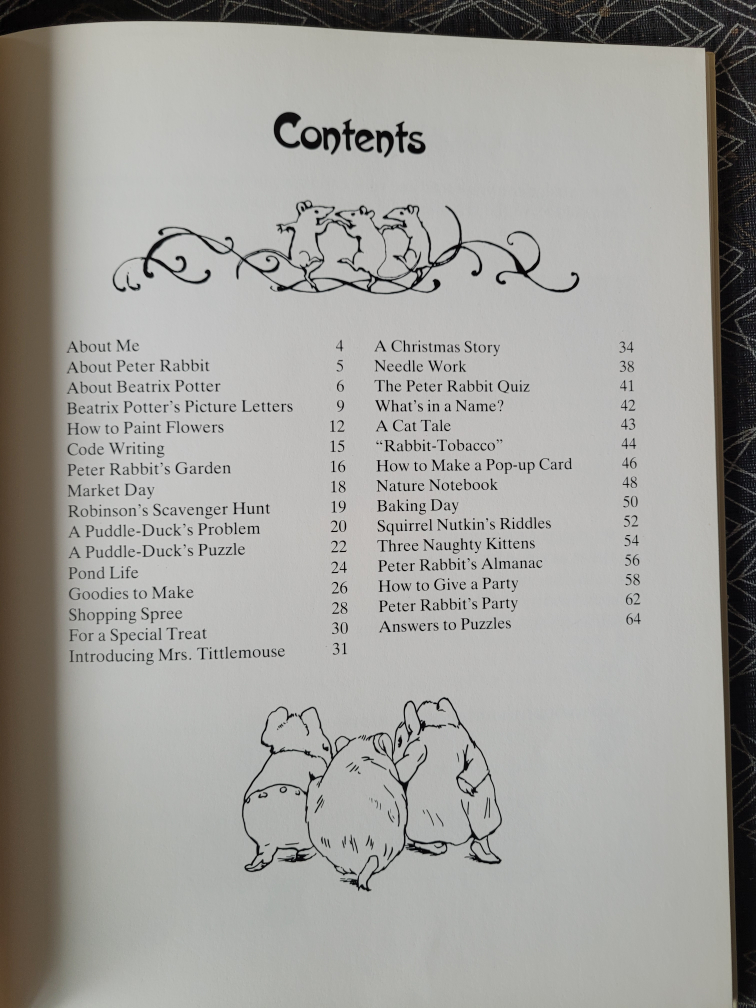 Contents
About Me 4
About Peter Rabbit 5
About Beatrix Potter 6
Beatrix Potter's Picture Letters 9
How to Paint Flowers 12
Code Writing 15
Peter Rabbit's Garden 16
Market Day 18
Robinson's Scavenger Hunt 19
A Puddle-Duck's Problem 20
A Puddle-Duck's Puzzle 22
Pond Life 24
Goodies to Make 26
Shopping Spree 28
For a Special Treat 30
Introducing Mrs. Tittlemouse 31
A Christmas Story 34
Needle Work 38
The Peter Rabbit Quiz 41
What's in a Name? 42
A Cat Tale 43
“Rabbit-Tobacco” 44
How to Make a Pop-up Card 46
Nature Notebook 48
Baking Day 50
Squirrel Nutkin's Riddles 52
Three Naughty Kittens 54
Peter Rabbit's Almanac 56
How to Give a Party 58
Peter Rabbit's Party 62
Answers to Puzzles 64